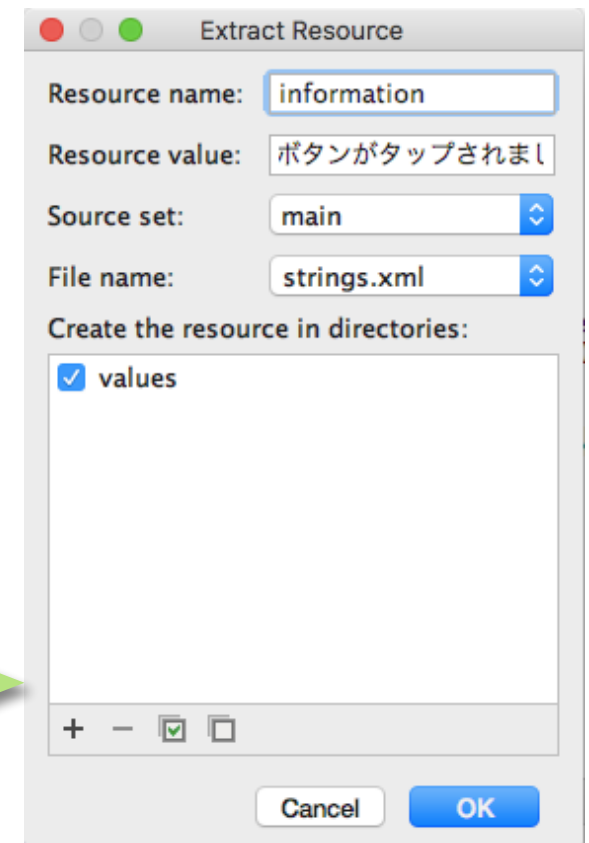 Extract Resource
Resource name: information
Resource value: ボタンがタップされまし
Source set: main
File name: strings.xml
Create the resource in directories:
values
Cancel OK